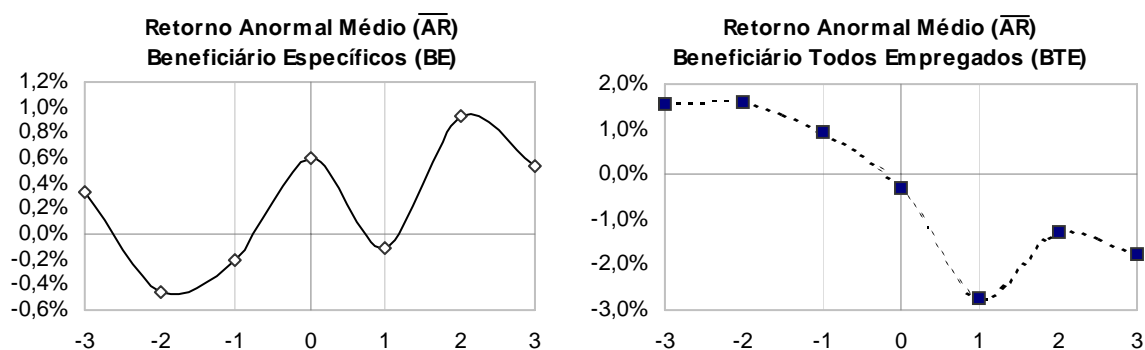 Retorno Anormal Médio (A̅R̅)
Beneficiário Específicos (BE)
1,2%
1,0%
0,8%
0,6%
0,4%
0,2%
0,0%
-0,2%
-0,4%
-0,6%
-3 -2 -1 0 1 2 3
Retorno Anormal Médio (A̅R̅)
Beneficiário Todos Empregados (BTE)
2,0%
1,0%
0,0%
-1,0%
-2,0%
-3,0%
-3 -2 -1 0 1 2 3